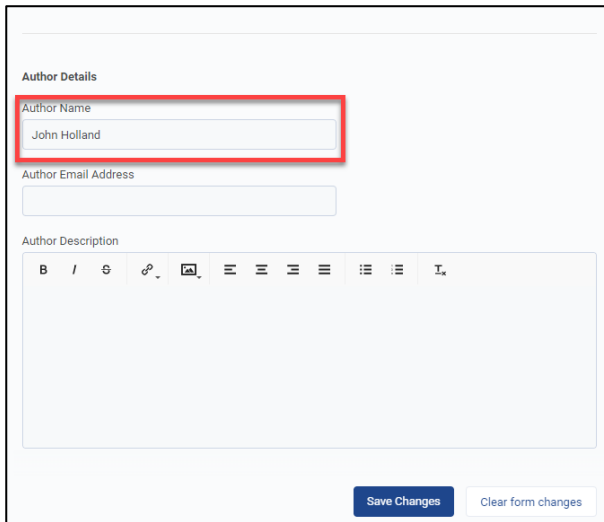 Author Details
Author Name
John Holland
Author Email Address
Author Description
B I S
Save Changes Clear form changes